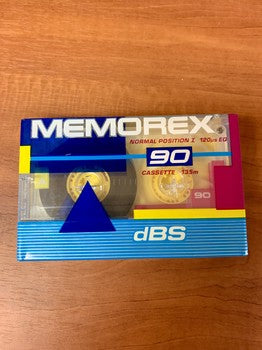 MEMOREX
NORMAL POSITION I 120µs EQ
90
CASSETTE 135m
90
dBS